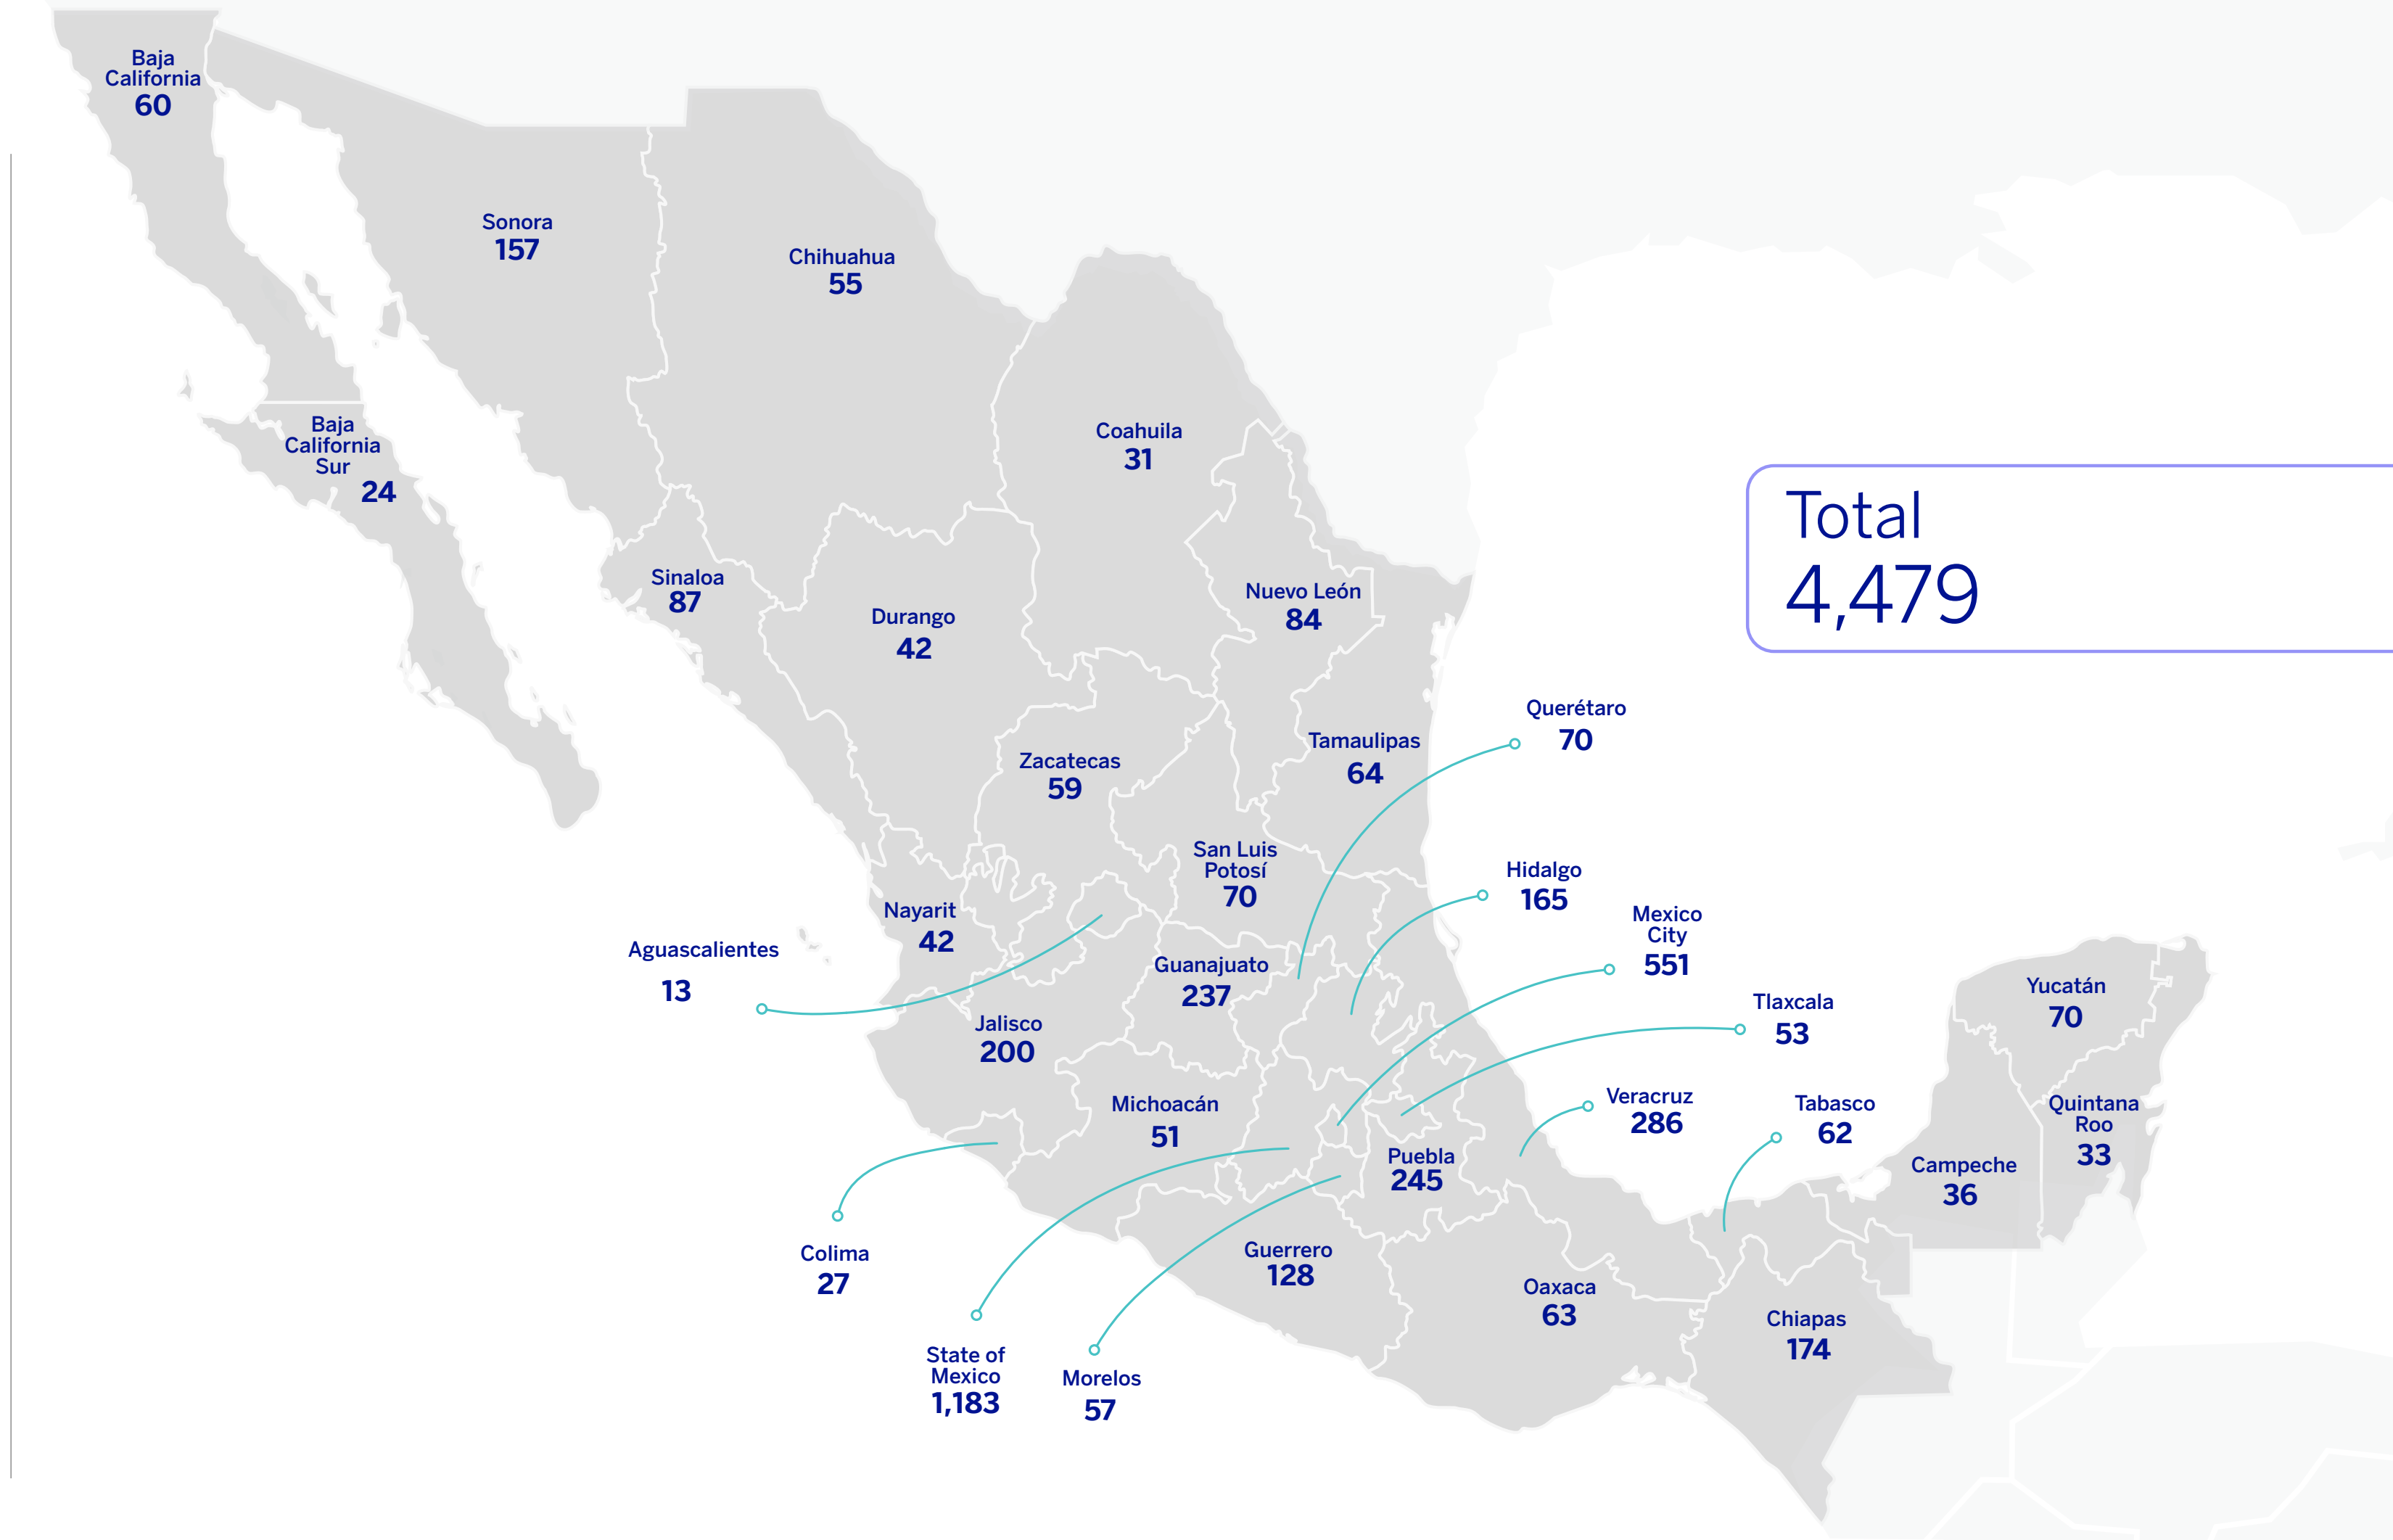 Baja
California
60
Sonora
157
Chihuahua
55
Coahuila
31
Baja
California
Sur
24
Total
4,479
Sinaloa
87
Nuevo León
84
Durango
42
Querétaro
70
Tamaulipas
64
Zacatecas
59
San Luis
Potosí
70
Hidalgo
165
Nayarit
42
Mexico
City
551
Aguascalientes
13
Guanajuato
237
Yucatán
70
Tlaxcala
53
Jalisco
200
Michoacán
51
Veracruz
286
Tabasco
62
Quintana
Roo
33
Puebla
245
Campeche
36
Colima
27
Guerrero
128
Oaxaca
63
Chiapas
174
State of
Mexico
1,183
Morelos
57